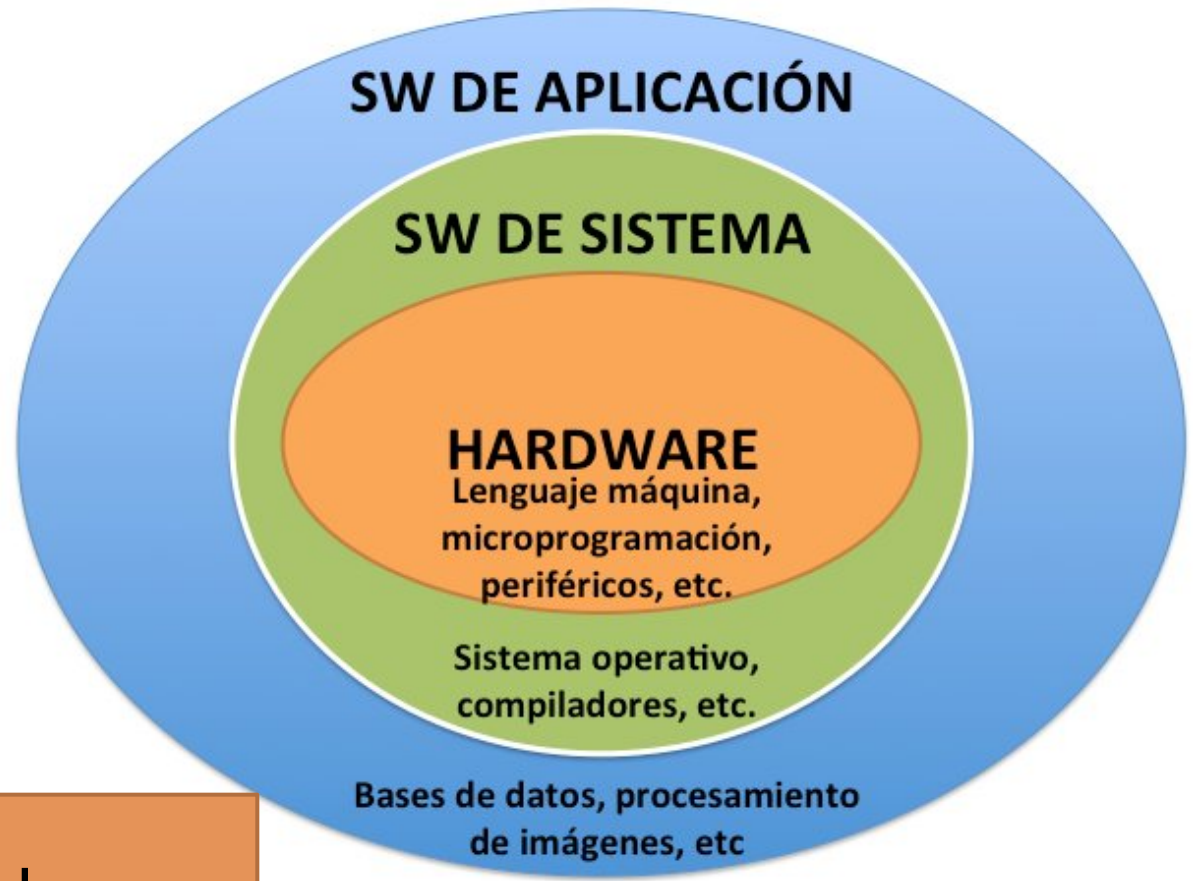 SW DE APLICACIÓN
SW DE SISTEMA
HARDWARE
Lenguaje máquina,
microprogramación,
periféricos, etc.
Sistema operativo,
compiladores, etc.
Bases de datos, procesamiento
de imágenes, etc